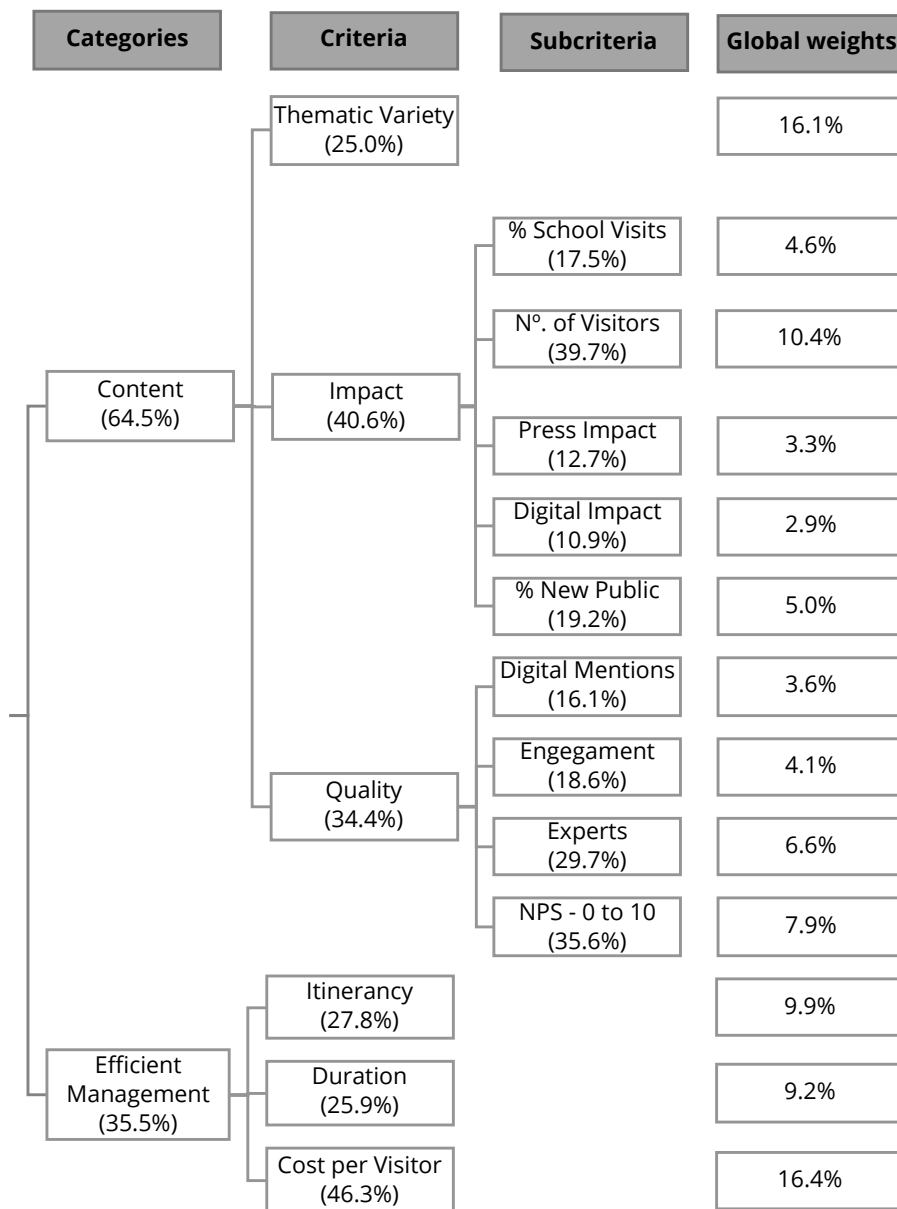 Categories
Criteria
Subcriteria
Global weights
Thematic Variety
(25.0%)
16.1%
% School Visits
(17.5%)
4.6%
Nº. of Visitors
(39.7%)
10.4%
Content
(64.5%)
Impact
(40.6%)
Press Impact
(12.7%)
3.3%
Digital Impact
(10.9%)
2.9%
% New Public
(19.2%)
5.0%
Digital Mentions
(16.1%)
3.6%
Engegament
(18.6%)
4.1%
Quality
(34.4%)
Experts
(29.7%)
6.6%
NPS - 0 to 10
(35.6%)
7.9%
Itinerancy
(27.8%)
9.9%
Efficient
Management
(35.5%)
Duration
(25.9%)
9.2%
Cost per Visitor
(46.3%)
16.4%